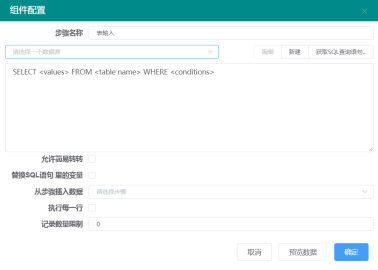 组件配置
步骤名称 表输入
请选择一个数据源 编辑 新建 获取SQL查询语句...
SELECT <values> FROM <table name> WHERE <conditions>
允许简易转转
替换SQL语句 里的变量
从步骤插入数据 请选择步骤
执行每一行
记录数量限制 0
取消 预览数据 确定